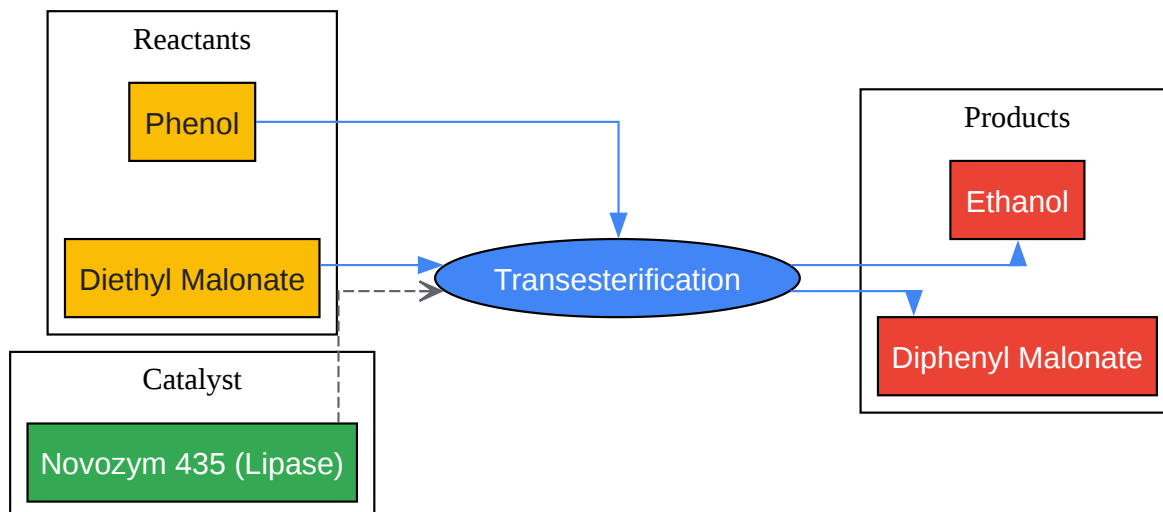 Reactants
Phenol
Diethyl Malonate
Catalyst
Novozym 435 (Lipase)
Transesterification
Products
Ethanol
Diphenyl Malonate